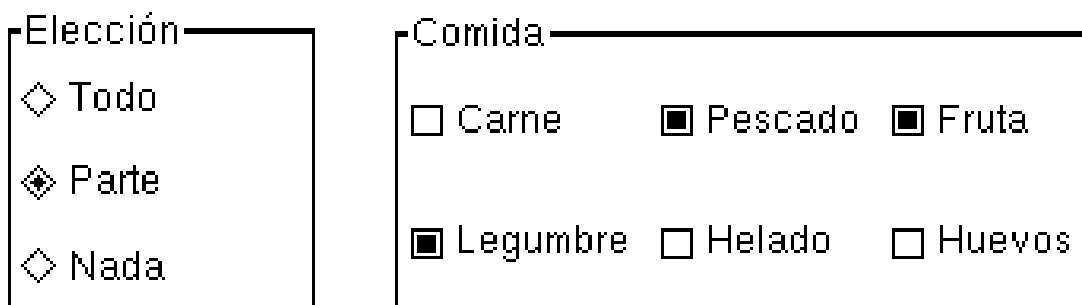 Elección
Todo
Parte
Nada
Comida
Carne Pescado Fruta
Legumbre Helado Huevos